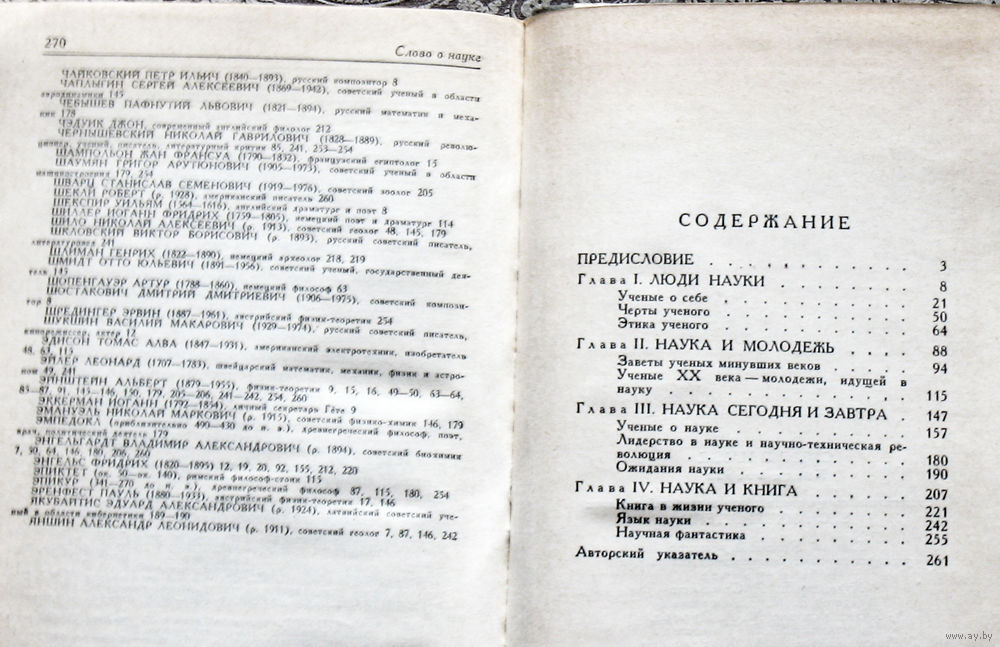 270
Слово о науке
ЧАЙКОВСКИЙ ПЕТР ИЛЬИЧ (1840—1893), русский композитор 8
ЧАПЛЫГИН СЕРГЕЙ АЛЕКСЕЕВИЧ (1869—1942), советский ученый в области
аэродинамики 145
ЧЕБЫШЕВ ПАФНУТИЙ ЛЬВОВИЧ (1821—1894), русский математик и меха-
ник 178
ЧЭДУИК ДЖОН, современный английский филолог 212
ЧЕРНЫШЕВСКИЙ НИКОЛАЙ ГАВРИЛОВИЧ (1828—1889), русский револю-
ционер, ученый, писатель, литературный критик 85, 241, 253—254
ШАМПОЛЬОН ЖАН ФРАНСУА (1790—1832), французский египтолог 15
ШАУМЯН ГРИГОР АРУТЮНОВИЧ (1905—1973), советский ученый в области
машиностроения 179, 254
ШВАРЦ СТАНИСЛАВ СЕМЕНОВИЧ (1919—1976), советский зоолог 205
ШЕКЛИ РОБЕРТ (р. 1928), американский писатель 260
ШЕКСПИР УИЛЬЯМ (1564—1616), английский драматург и поэт 8
ШИЛЛЕР ИОГАНН ФРИДРИХ (1759—1805), немецкий поэт и драматург 114
ШИЛО НИКОЛАЙ АЛЕКСЕЕВИЧ (р. 1913), советский геолог 48, 145, 179
ШКЛОВСКИЙ ВИКТОР БОРИСОВИЧ (р. 1893), русский советский писатель,
литературовед 241
ШЛИМАН ГЕНРИХ (1822—1890), немецкий археолог 218, 219
ШМИДТ ОТТО ЮЛЬЕВИЧ (1891—1956), советский ученый, государственный дея-
тель 145
ШОПЕНГАУЭР АРТУР (1788—1860), немецкий философ 63
ШОСТАКОВИЧ ДМИТРИЙ ДМИТРИЕВИЧ (1906—1975), советский компози-
тор 8
ШРЕДИНГЕР ЭРВИН (1887—1961), австрийский физик-теоретик 254
ШУКШИН ВАСИЛИЙ МАКАРОВИЧ (1929—1974), русский советский писатель,
кинорежиссер, актер 12
ЭДИСОН ТОМАС АЛВА (1847—1931), американский электротехник, изобретатель
48, 63, 115
ЭЙЛЕР ЛЕОНАРД (1707—1783), швейцарский математик, механик, физик и астро-
ном 49, 241
ЭЙНШТЕЙН АЛЬБЕРТ (1879—1955), физик-теоретик 9, 15, 16, 49—50, 63—64,
83—87, 91, 145—146, 150, 179, 205—206, 241—242, 254, 260
ЭККЕРМАН ИОГАНН (1792—1854), личный секретарь Гёте 9
ЭМАНУЭЛЬ НИКОЛАЙ МАРКОВИЧ (р. 1915), советский физико-химик 146, 179
ЭМПЕДОКЛ (приблизительно 490—430 до н. э.), древнегреческий философ, поэт,
врач, политический деятель 179
ЭНГЕЛЬГАРДТ ВЛАДИМИР АЛЕКСАНДРОВИЧ (р. 1894), советский биохимик
7, 50, 64, 146, 180, 206, 260
ЭНГЕЛЬС ФРИДРИХ (1820—1895) 12, 19, 20, 92, 155, 212, 220
ЭПИКТЕТ (ок. 50—ок. 140), римский философ-стоик 115
ЭПИКУР (341—270 до н. э.), древнегреческий философ 87, 115, 180, 254
ЭРЕНФЕСТ ПАУЛЬ (1880—1933), австрийский физик-теоретик 17, 146
ЯКУБАЙТИС ЭДУАРД АЛЕКСАНДРОВИЧ (р. 1924), латвийский советский уче-
ный в области кибернетики 189—190
ЯНШИН АЛЕКСАНДР ЛЕОНИДОВИЧ (р. 1911), советский геолог 7, 87, 146, 242
СОДЕРЖАНИЕ
ПРЕДИСЛОВИЕ . . . . . . . . . . 3
Глава I. ЛЮДИ НАУКИ . . . . . . . 8
Ученые о себе . . . . . . . . . 21
Черты ученого . . . . . . . . . 50
Этика ученого . . . . . . . . . 64
Глава II. НАУКА И МОЛОДЕЖЬ . . . . 88
Заветы ученых минувших веков . . . . 94
Ученые XX века — молодежи, идущей в
науку . . . . . . . . . . . 115
Глава III. НАУКА СЕГОДНЯ И ЗАВТРА 147
Ученые о науке . . . . . . . . 157
Лидерство в науке и научно-техническая ре-
волюция . . . . . . . . . . 180
Ожидания науки . . . . . . . . 190
Глава IV. НАУКА И КНИГА . . . . . 207
Книга в жизни ученого . . . . . . 221
Язык науки . . . . . . . . . 242
Научная фантастика . . . . . . . 255
Авторский указатель . . . . . . . . 261
www.ay.by